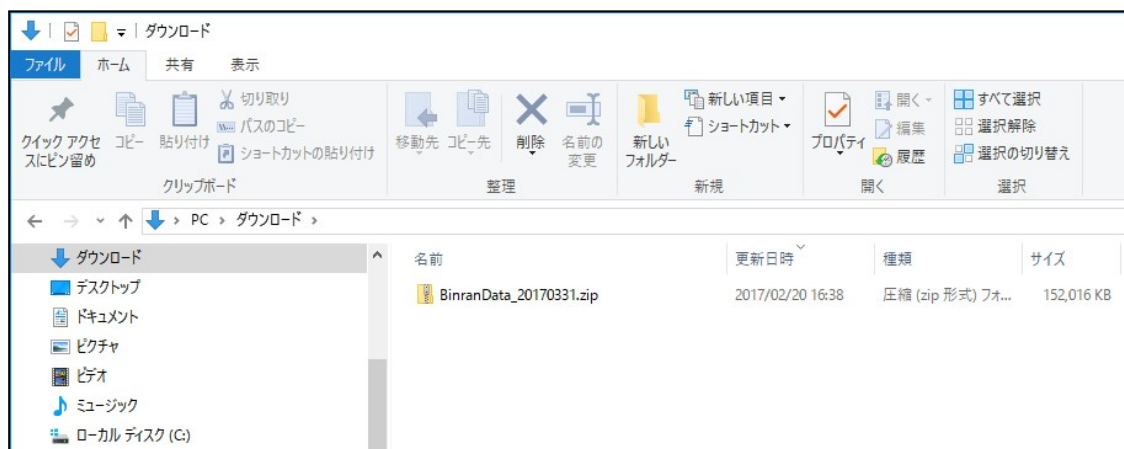 ダウンロード
ファイル ホーム 共有 表示
クイック アクセスにピン留め
コピー
貼り付け
切り取り
パスのコピー
ショートカットの貼り付け
クリップボード
移動先
コピー先
削除
名前の変更
整理
新しいフォルダー
新しい項目
ショートカット
新規
プロパティ
開く
編集
履歴
開く
すべて選択
選択解除
選択の切り替え
選択
PC › ダウンロード ›
ダウンロード
デスクトップ
ドキュメント
ピクチャ
ビデオ
ミュージック
ローカル ディスク (C:)
名前 更新日時 種類 サイズ
BinranData_20170331.zip 2017/02/20 16:38 圧縮 (zip 形式) フォ... 152,016 KB